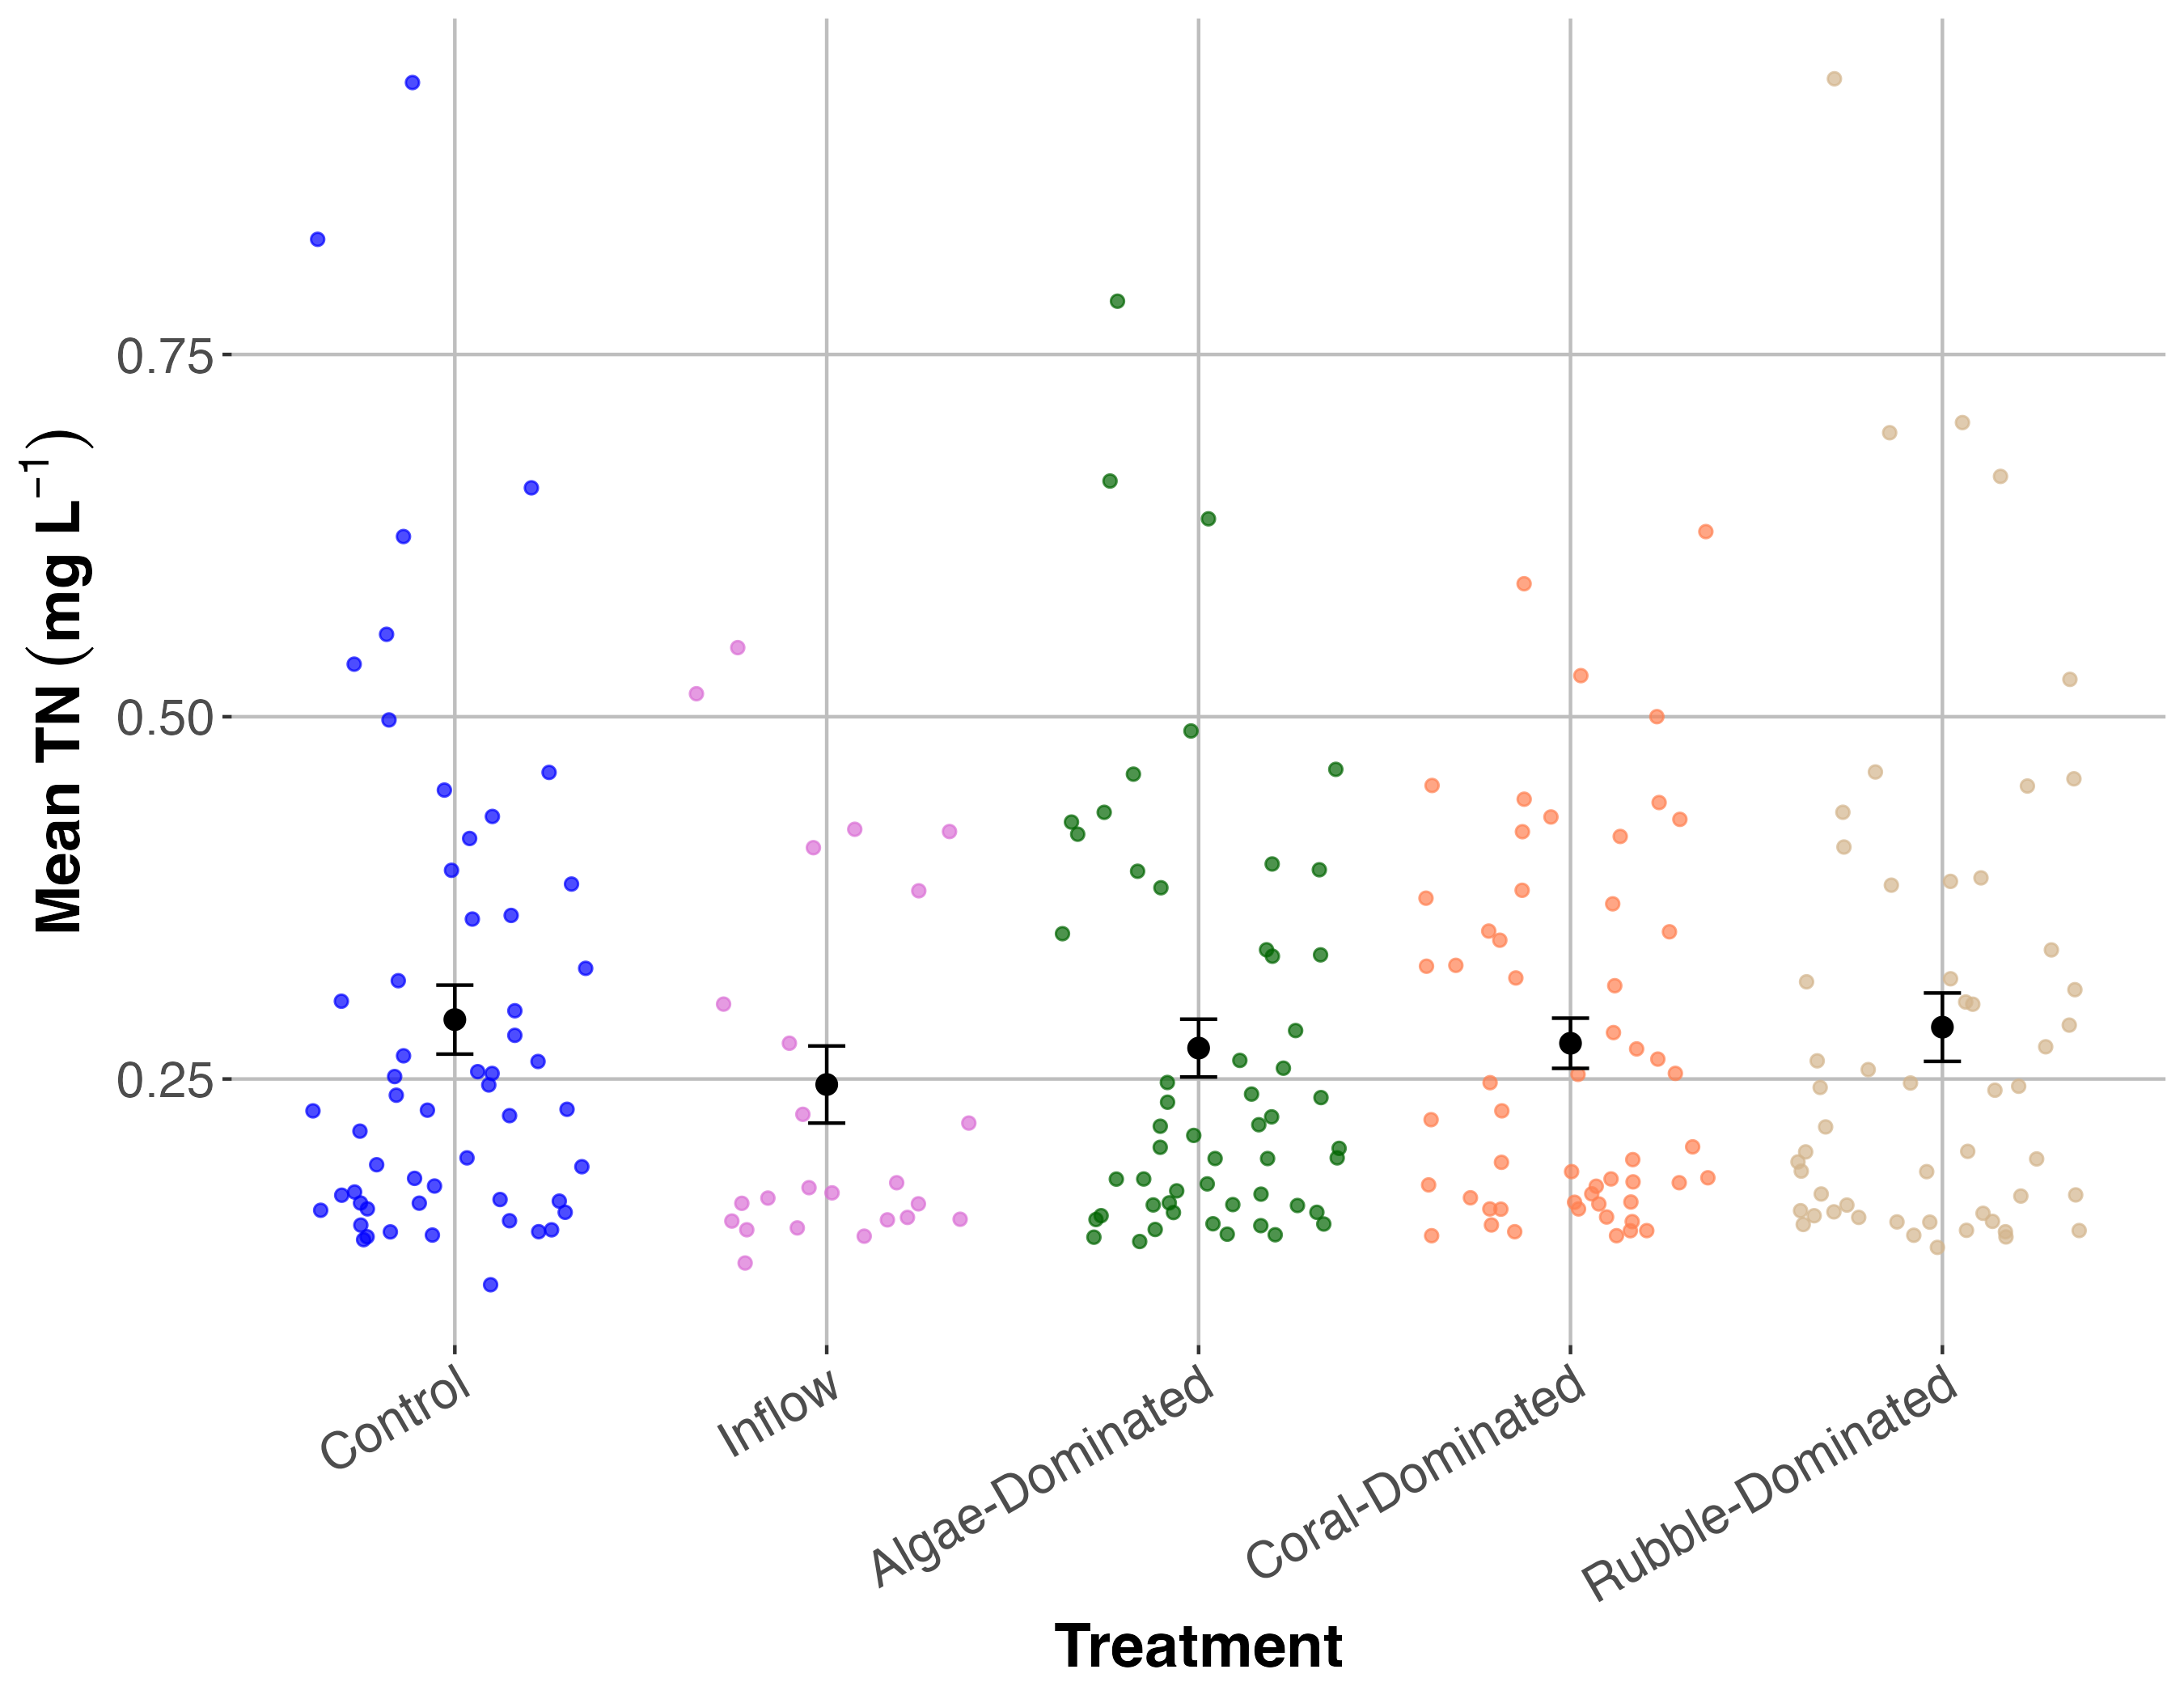 Mean TN (mg L⁻¹)
0.75
0.50
0.25
Control
Inflow
Algae-Dominated
Coral-Dominated
Rubble-Dominated
Treatment